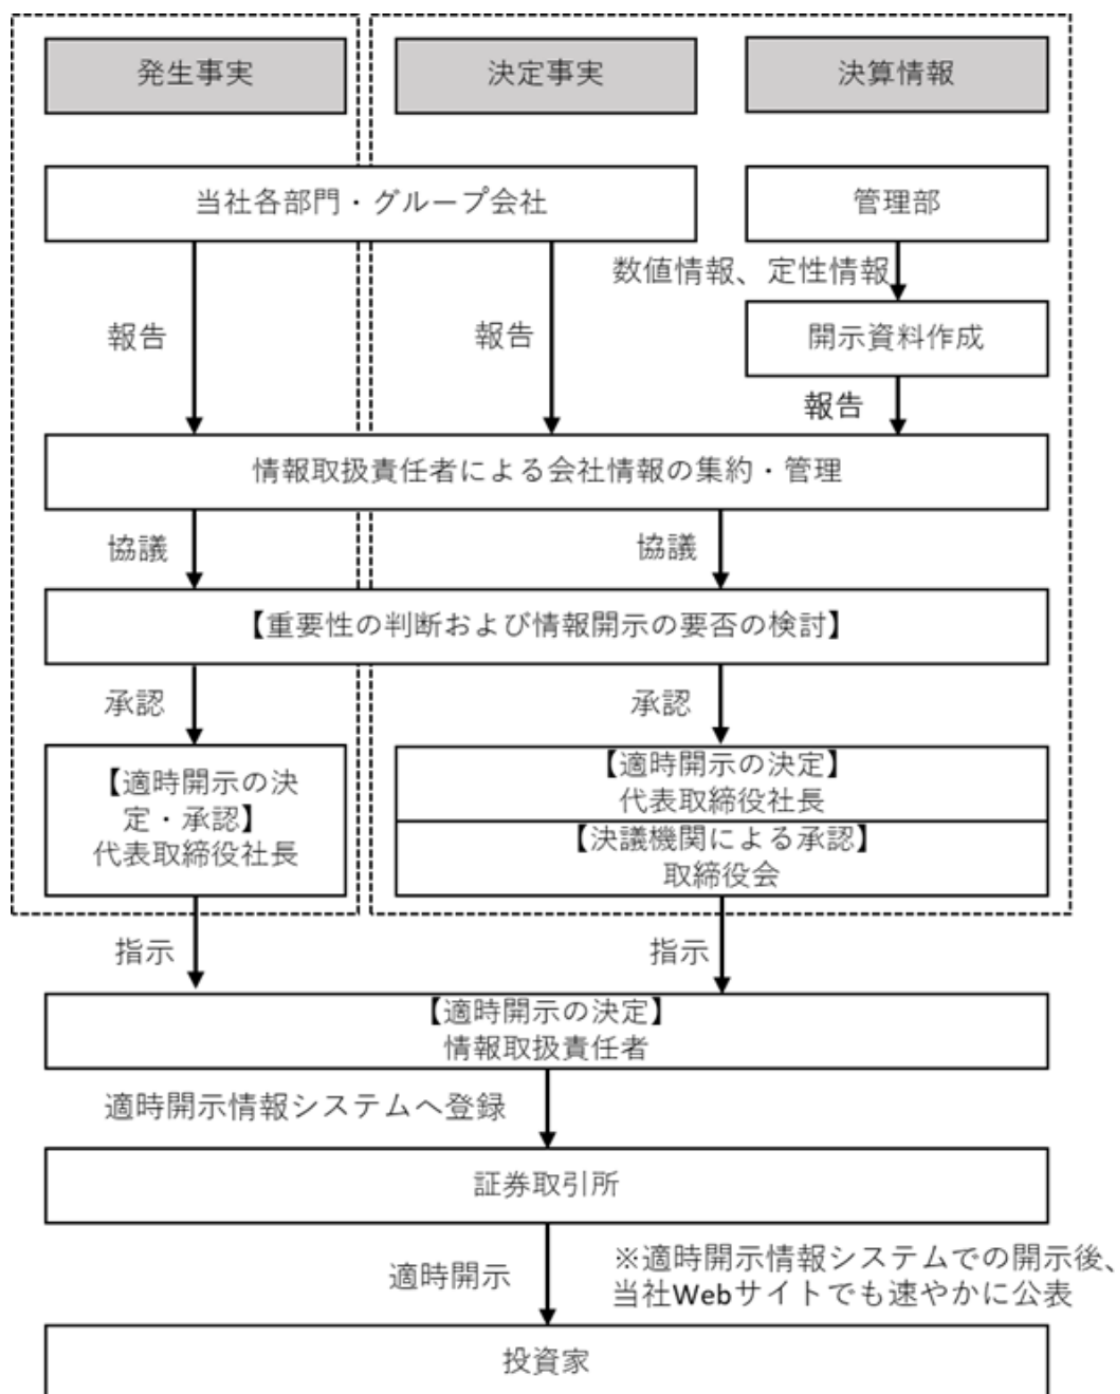 発生事実
決定事実
決算情報
当社各部門・グループ会社
管理部
数値情報、定性情報
開示資料作成
報告
報告
報告
情報取扱責任者による会社情報の集約・管理
協議
協議
【重要性の判断および情報開示の要否の検討】
承認
承認
【適時開示の決
定・承認】
代表取締役社長
【適時開示の決定】
代表取締役社長
【決議機関による承認】
取締役会
指示
指示
【適時開示の決定】
情報取扱責任者
適時開示情報システムへ登録
証券取引所
適時開示
※適時開示情報システムでの開示後、
当社Webサイトでも速やかに公表
投資家